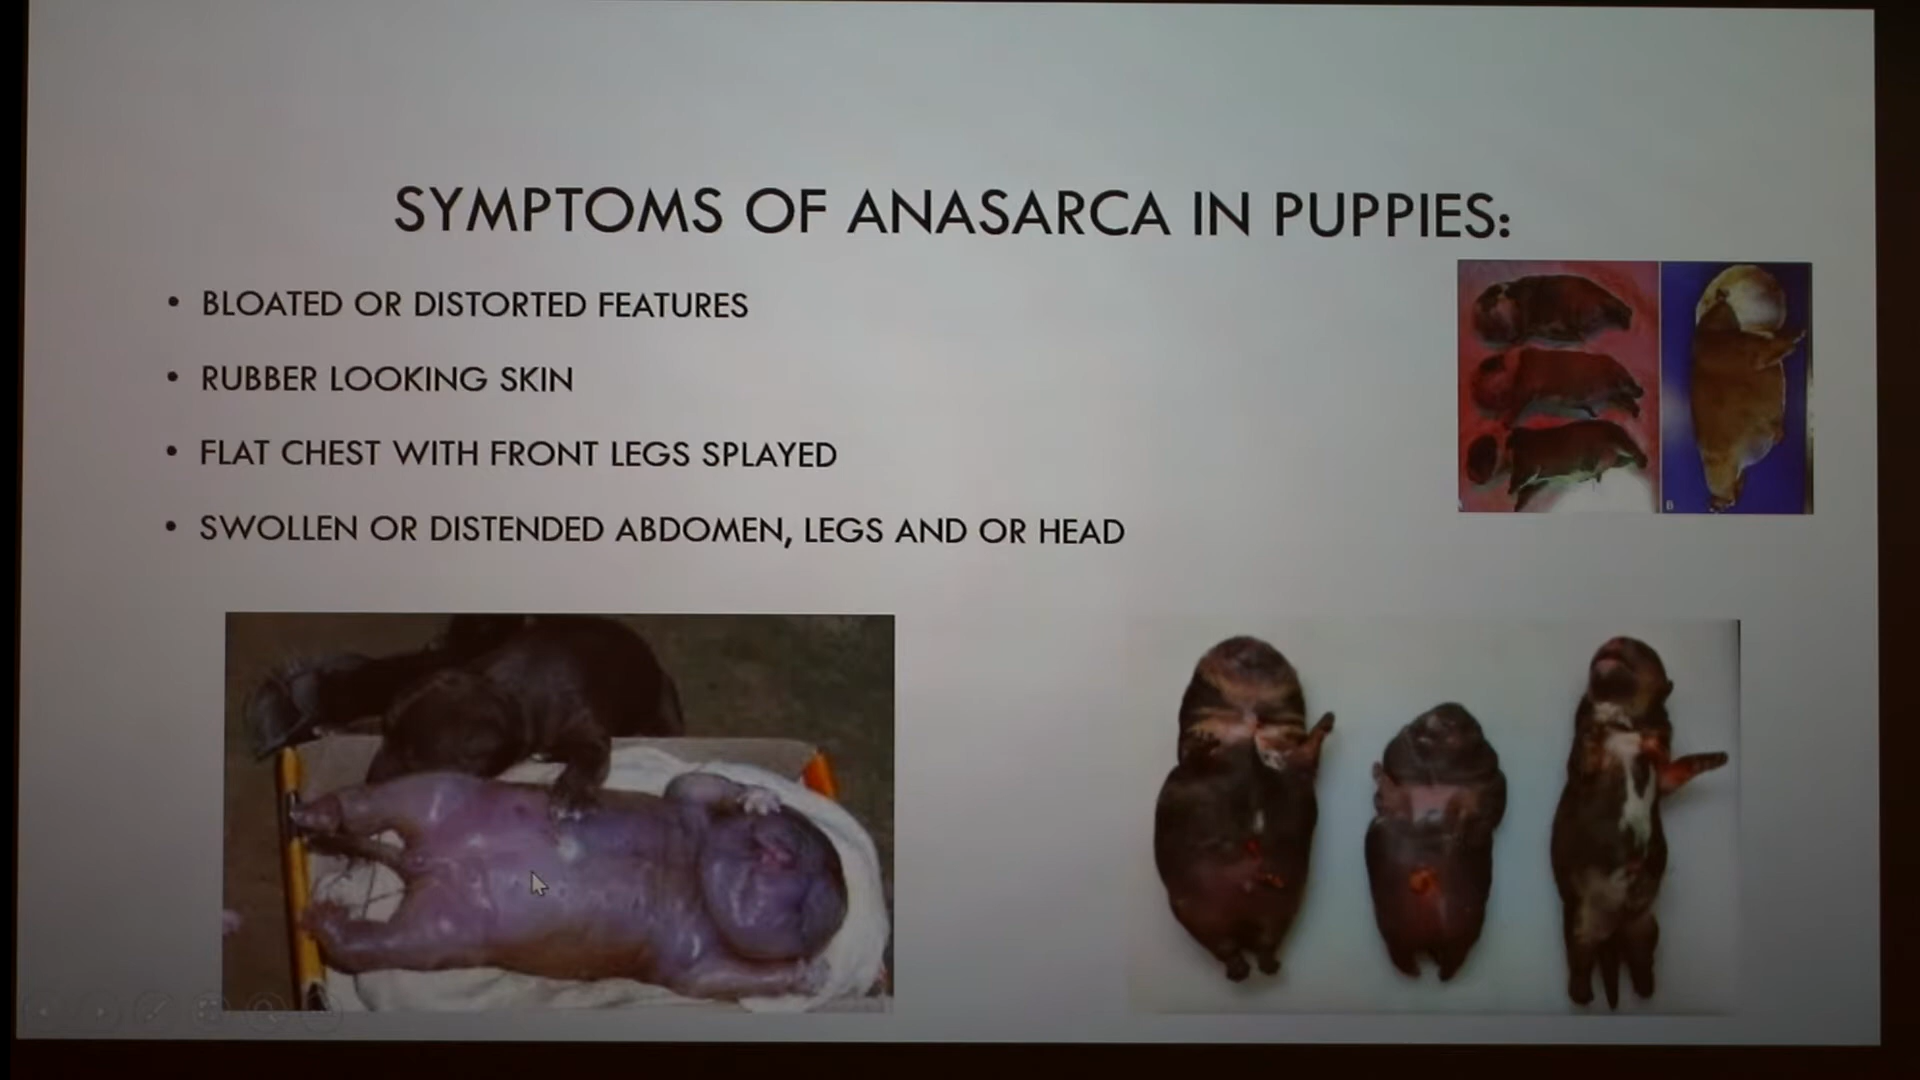 SYMPTOMS OF ANASARCA IN PUPPIES:
• BLOATED OR DISTORTED FEATURES
• RUBBER LOOKING SKIN
• FLAT CHEST WITH FRONT LEGS SPLAYED
• SWOLLEN OR DISTENDED ABDOMEN, LEGS AND OR HEAD
B